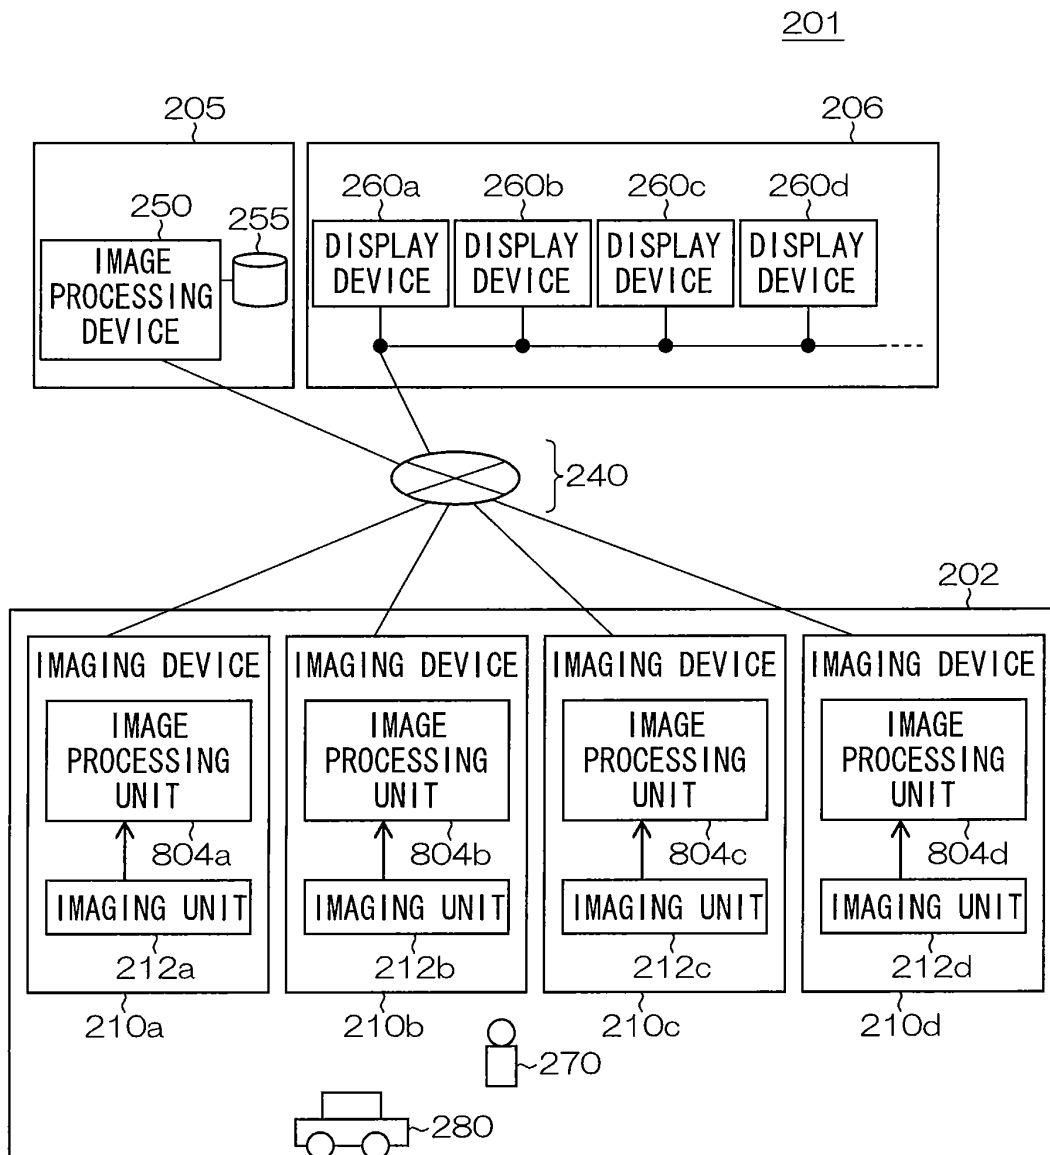 201
205
206
250
255
260a
260b
260c
260d
IMAGE
PROCESSING
DEVICE
DISPLAY
DEVICE
DISPLAY
DEVICE
DISPLAY
DEVICE
DISPLAY
DEVICE
240
202
IMAGING DEVICE
IMAGE
PROCESSING
UNIT
804a
IMAGING UNIT
212a
210a
IMAGING DEVICE
IMAGE
PROCESSING
UNIT
804b
IMAGING UNIT
212b
210b
IMAGING DEVICE
IMAGE
PROCESSING
UNIT
804c
IMAGING UNIT
212c
210c
IMAGING DEVICE
IMAGE
PROCESSING
UNIT
804d
IMAGING UNIT
212d
210d
270
280